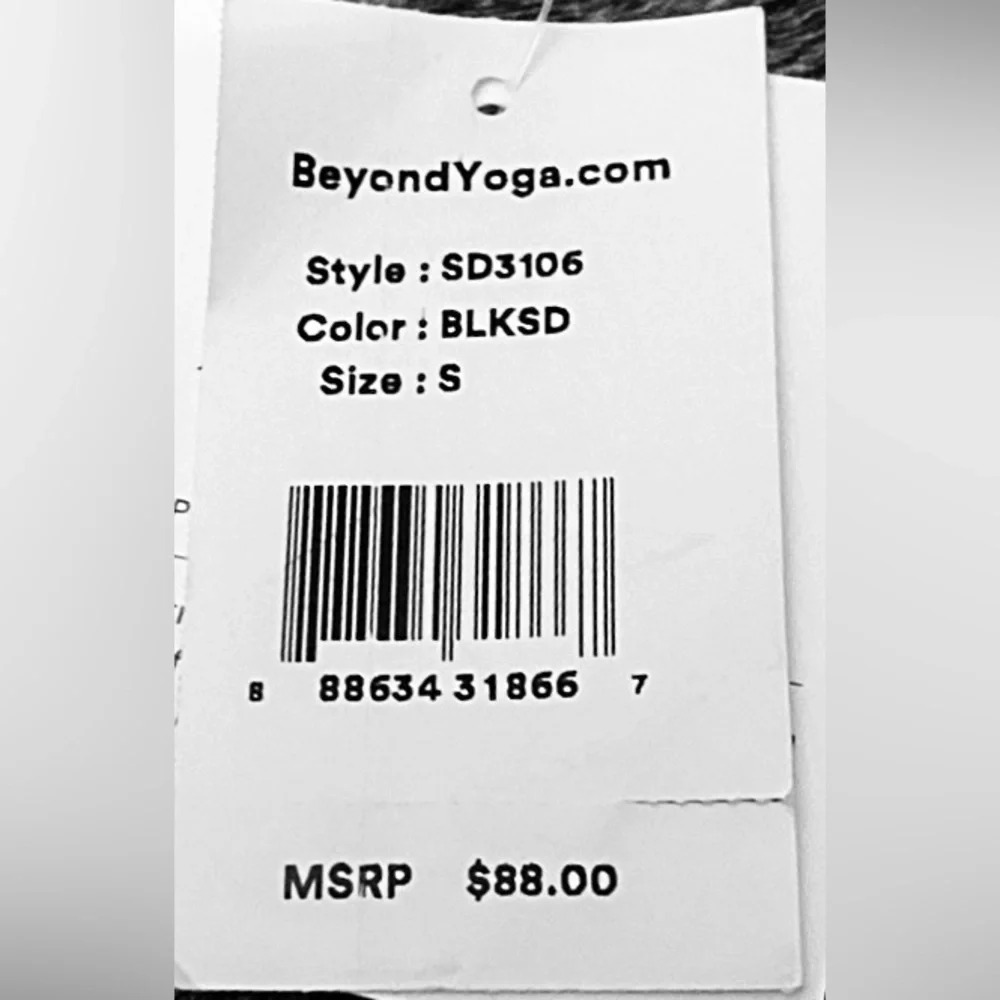 BeyondYoga.com
Style : SD3106
Color : BLKSD
Size : S
8 88634 31866 7
MSRP $88.00